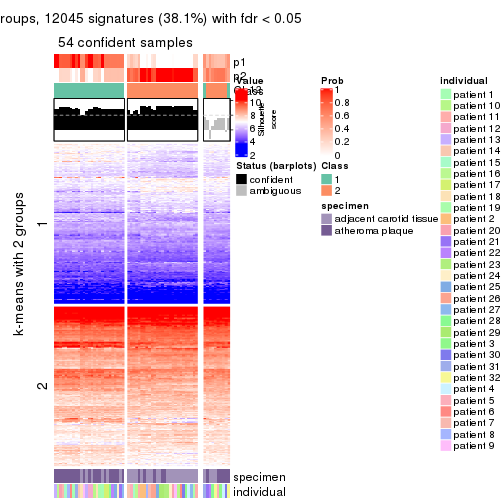 roups, 12045 signatures (38.1%) with fdr < 0.05
54 confident samples
p1
p2
Class
Silhouette
score
1
2
k-means with 2 groups
specimen
individual
Value
10
8
6
4
2
Prob
1
0.8
0.6
0.4
0.2
0
Status (barplots)
confident
ambiguous
Class
1
2
specimen
adjacent carotid tissue
atheroma plaque
individual
patient 1
patient 10
patient 11
patient 12
patient 13
patient 14
patient 15
patient 16
patient 17
patient 18
patient 19
patient 2
patient 20
patient 21
patient 22
patient 23
patient 24
patient 25
patient 26
patient 27
patient 28
patient 29
patient 3
patient 30
patient 31
patient 32
patient 4
patient 5
patient 6
patient 7
patient 8
patient 9